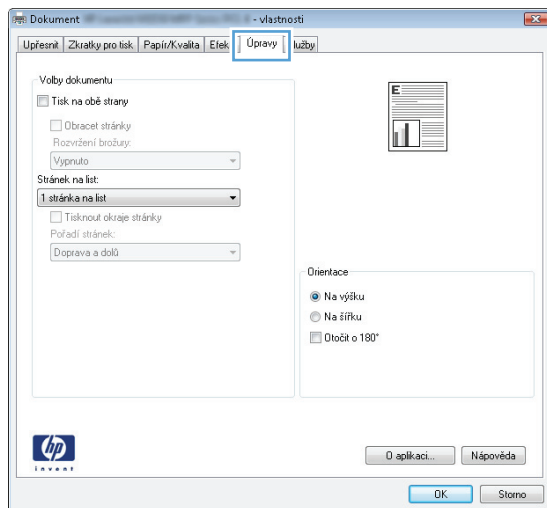 Dokument - vlastnosti
Upřesnit Zkratky pro tisk Papír/Kvalita Efek Úpravy lužby
Volby dokumentu
Tisk na obě strany
Obracet stránky
Rozvržení brožury:
Vypnuto
Stránek na list:
1 stránka na list
Tisknout okraje stránky
Pořadí stránek:
Doprava a dolů
E
Orientace
Na výšku
Na šířku
Otočit o 180°
hp
invent
O aplikaci... Nápověda
OK Storno